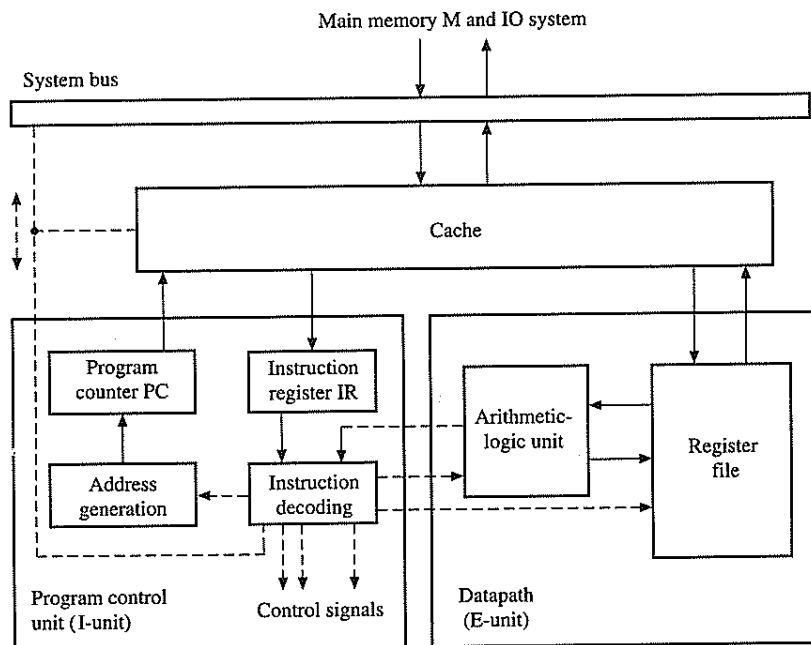 Main memory M and IO system
System bus
Cache
Program
counter PC
Instruction
register IR
Arithmetic-
logic unit
Register
file
Address
generation
Instruction
decoding
Program control
unit (I-unit)
Control signals
Datapath
(E-unit)